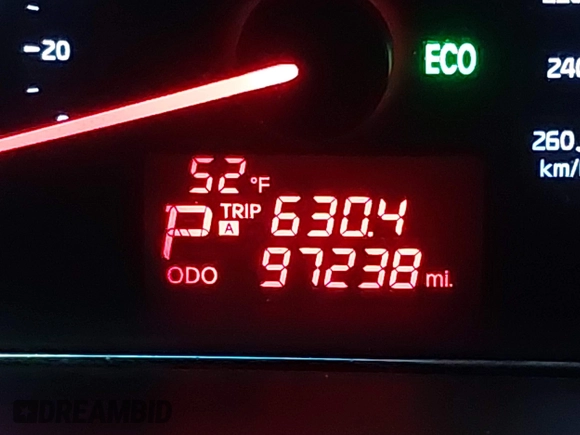 20
ECO
240
260
km/
52 °F
P TRIP A 630.4
ODO 97238 mi.
DREAMBID